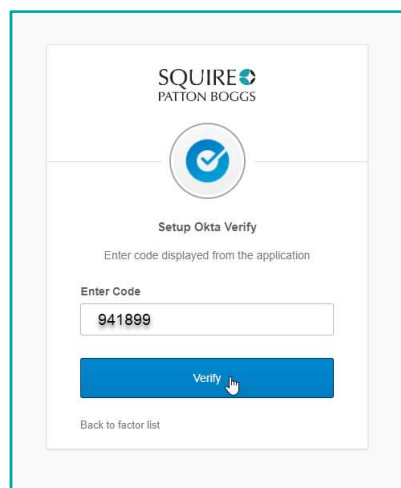 SQUIRE
PATTON BOGGS
Setup Okta Verify
Enter code displayed from the application
Enter Code
941899
Verify
Back to factor list